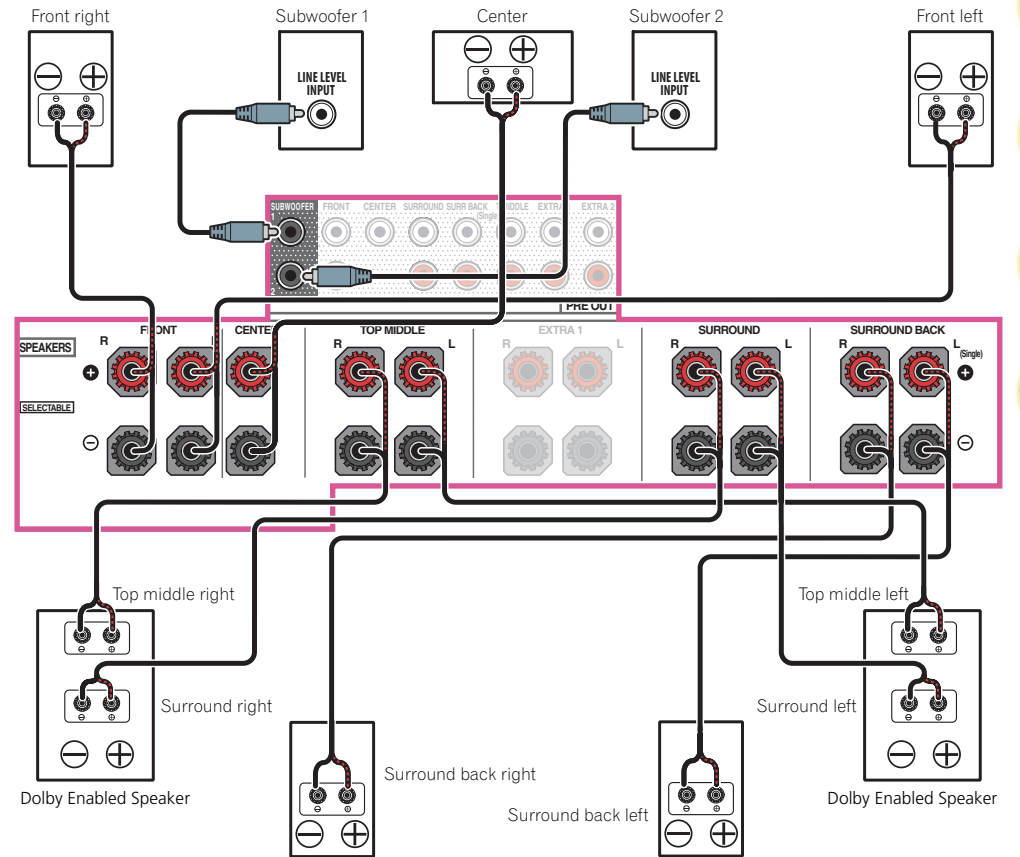 Front right
Subwoofer 1
Center
Subwoofer 2
Front left
LINE LEVEL
INPUT
LINE LEVEL
INPUT
SUBWOOFER
1
FRONT
CENTER
SURROUND
SURR BACK
(Single)
EXTRA 2
2
PRE OUT
SPEAKERS
SELECTABLE
R
L
TOP MIDDLE
R
L
EXTRA 1
R
L
SURROUND
R
L
SURROUND BACK
R
L
(Single)
Top middle right
Top middle left
Surround right
Surround left
Surround back right
Surround back left
Dolby Enabled Speaker
Dolby Enabled Speaker